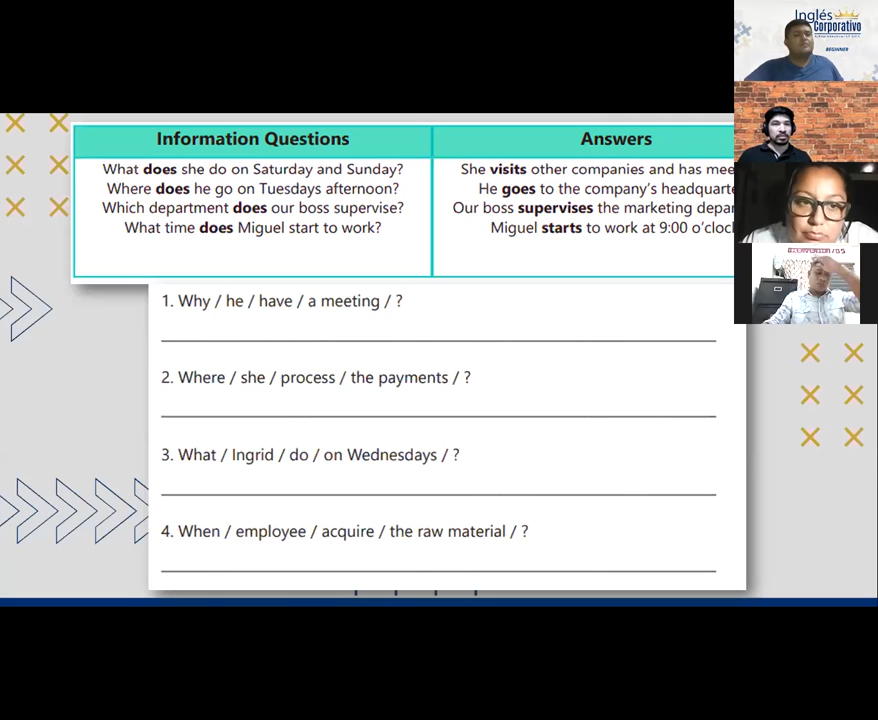 Inglés
Corporativo
BEGINNER
Information Questions
Answers
What does she do on Saturday and Sunday?
She visits other companies and has mee
Where does he go on Tuesdays afternoon?
He goes to the company's headquarte
Which department does our boss supervise?
Our boss supervises the marketing depar
What time does Miguel start to work?
Miguel starts to work at 9:00 o'cloc
1. Why / he / have / a meeting / ?
2. Where / she / process / the payments / ?
3. What / Ingrid / do / on Wednesdays / ?
4. When / employee / acquire / the raw material / ?